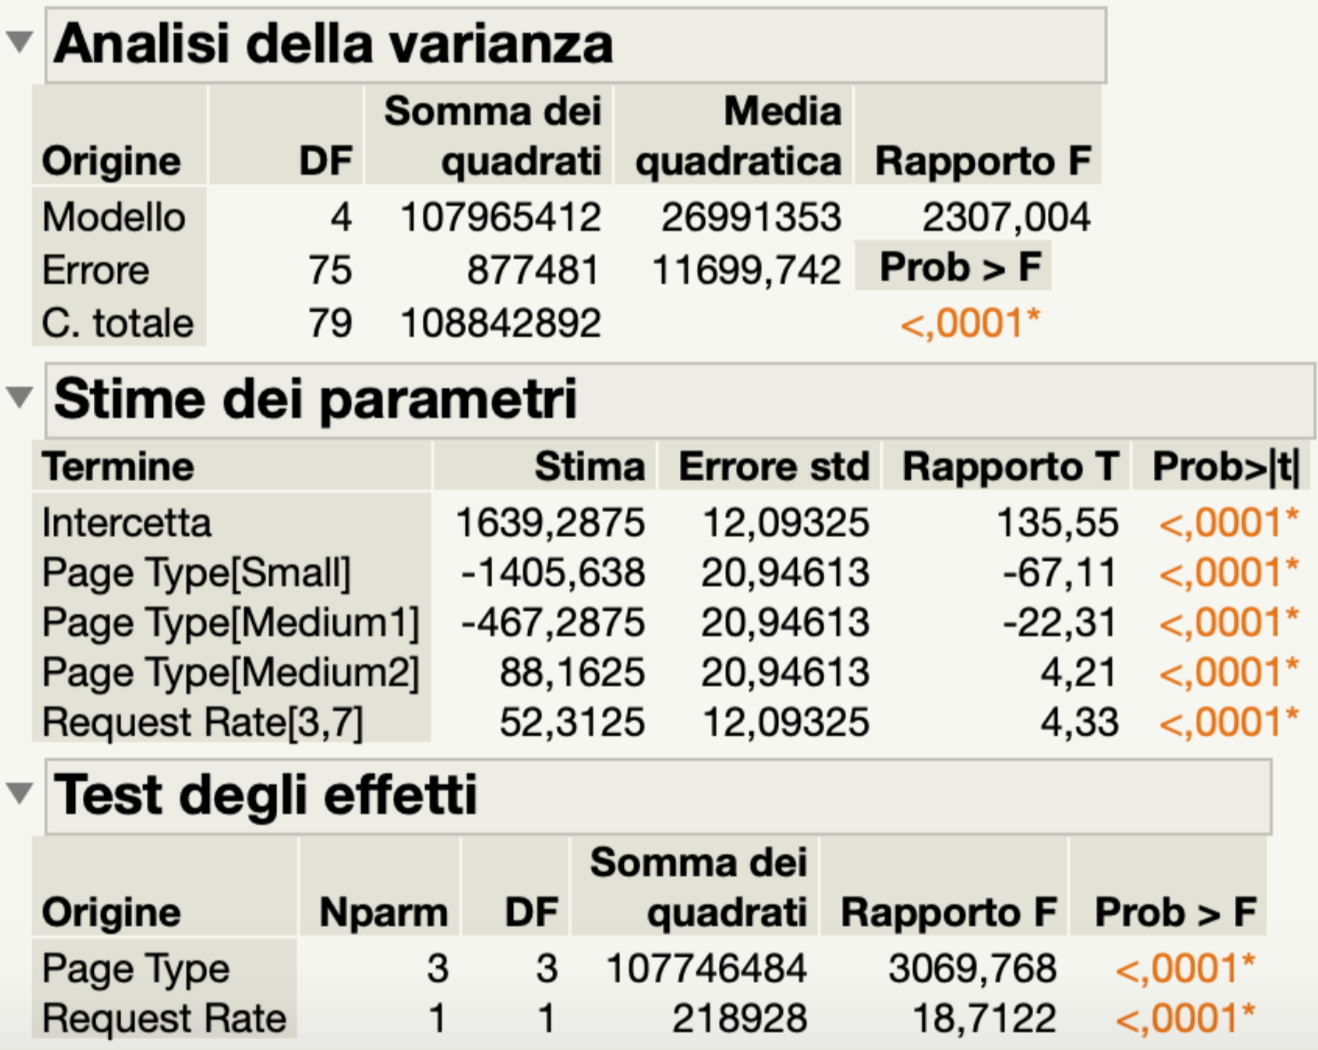 Analisi della varianza
Somma dei Media
Origine DF quadrati quadratica Rapporto F
Modello 4 107965412 26991353 2307,004
Errore 75 877481 11699,742 Prob > F
C. totale 79 108842892 <,0001*
Stime dei parametri
Termine Stima Errore std Rapporto T Prob>|t|
Intercetta 1639,2875 12,09325 135,55 <,0001*
Page Type[Small] -1405,638 20,94613 -67,11 <,0001*
Page Type[Medium1] -467,2875 20,94613 -22,31 <,0001*
Page Type[Medium2] 88,1625 20,94613 4,21 <,0001*
Request Rate[3,7] 52,3125 12,09325 4,33 <,0001*
Test degli effetti
Somma dei
Origine Nparm DF quadrati Rapporto F Prob > F
Page Type 3 3 107746484 3069,768 <,0001*
Request Rate 1 1 218928 18,7122 <,0001*